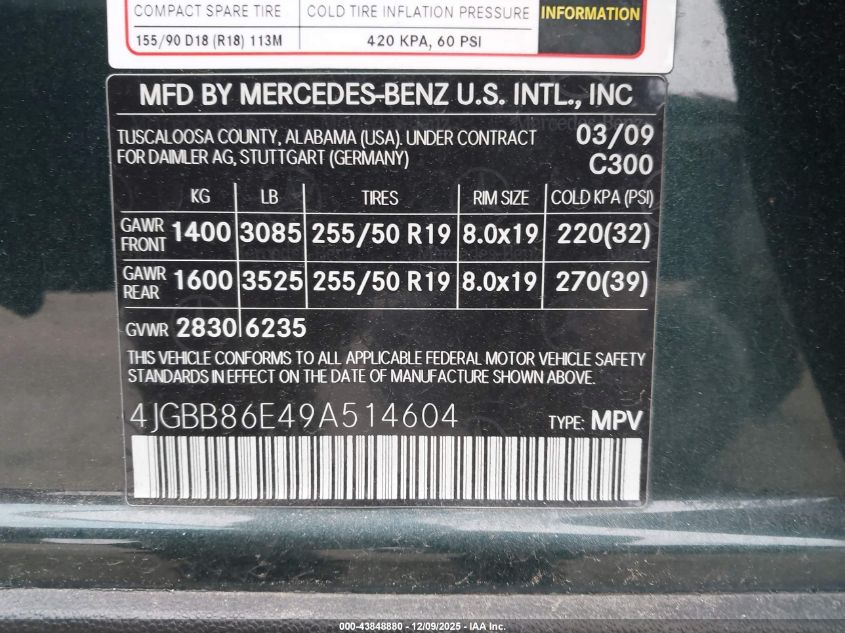 COMPACT SPARE TIRE COLD TIRE INFLATION PRESSURE INFORMATION
155/90 D18 (R18) 113M 420 KPA, 60 PSI
MFD BY MERCEDES-BENZ U.S. INTL., INC
TUSCALOOSA COUNTY, ALABAMA (USA). UNDER CONTRACT 03/09
FOR DAIMLER AG, STUTTGART (GERMANY) C300
KG LB TIRES RIM SIZE COLD KPA (PSI)
GAWR FRONT 1400 3085 255/50 R19 8.0x19 220(32)
GAWR REAR 1600 3525 255/50 R19 8.0x19 270(39)
GVWR 2830 6235
THIS VEHICLE CONFORMS TO ALL APPLICABLE FEDERAL MOTOR VEHICLE SAFETY
STANDARDS IN EFFECT ON THE DATE OF MANUFACTURE SHOWN ABOVE.
4JGBB86E49A514604 TYPE: MPV
000-43848880 - 12/09/2025 - IAA Inc.